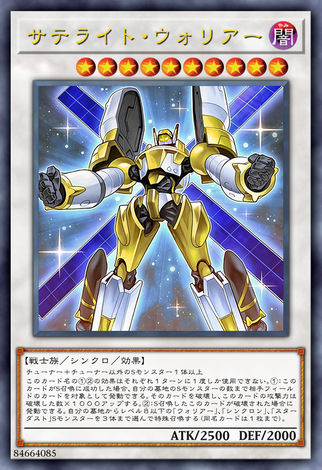 サテライト・ウォリアー
闇
【戦士族／シンクロ／効果】
チューナー＋チューナー以外のSモンスター１体以上
このカード名の①②の効果はそれぞれ１ターンに１度しか使用できない。①：この
カードがS召喚に成功した場合、自分の墓地のSモンスターの数まで相手フィール
ドのカードを対象として発動できる。そのカードを破壊し、このカードの攻撃力は
破壊した数×１０００アップする。②：S召喚したこのカードが破壊された場合に
発動できる。自分の墓地からレベル８以下の「ウォリアー」、「シンクロン」、「スター
ダスト」Sモンスターを３体まで選んで特殊召喚する（同名カードは１枚まで）。
ATK/2500 DEF/2000
84664085